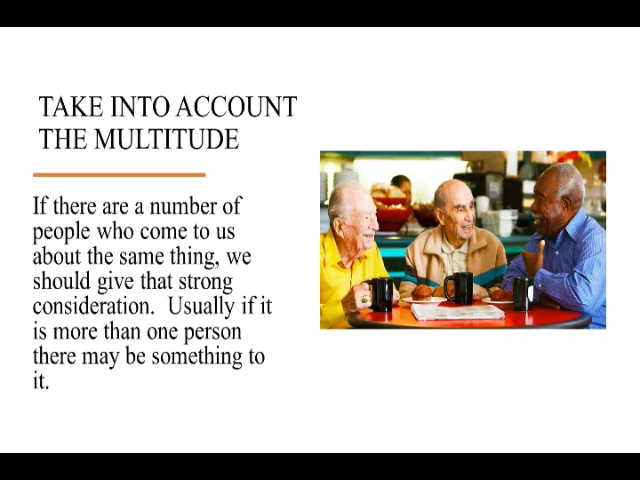 TAKE INTO ACCOUNT
THE MULTITUDE
If there are a number of
people who come to us
about the same thing, we
should give that strong
consideration.  Usually if it
is more than one person
there may be something to
it.